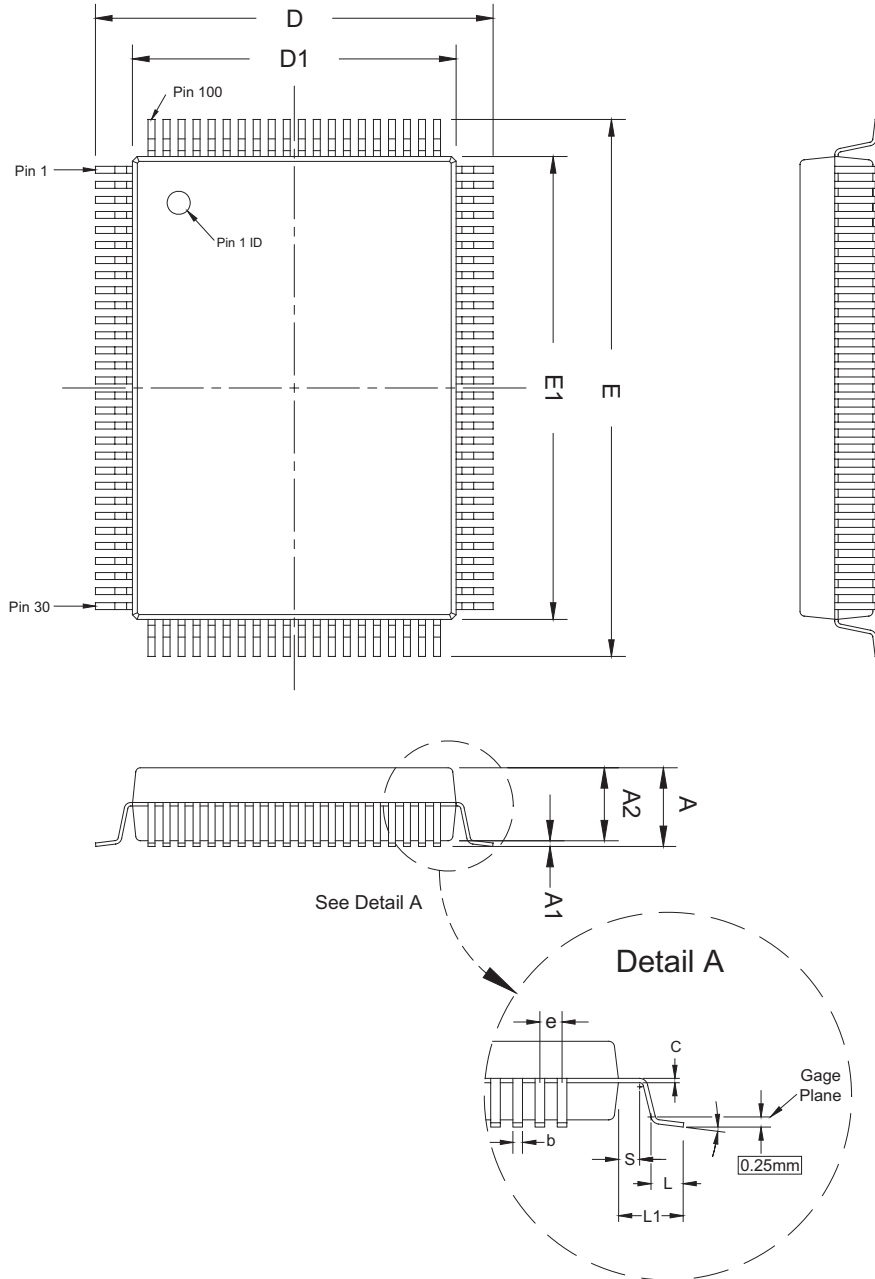 D
D1
Pin 100
Pin 1
Pin 1 ID
E1
E
Pin 30
A2
A
A1
See Detail A
Detail A
e
C
Gage
Plane
b
S
0.25mm
L
L1